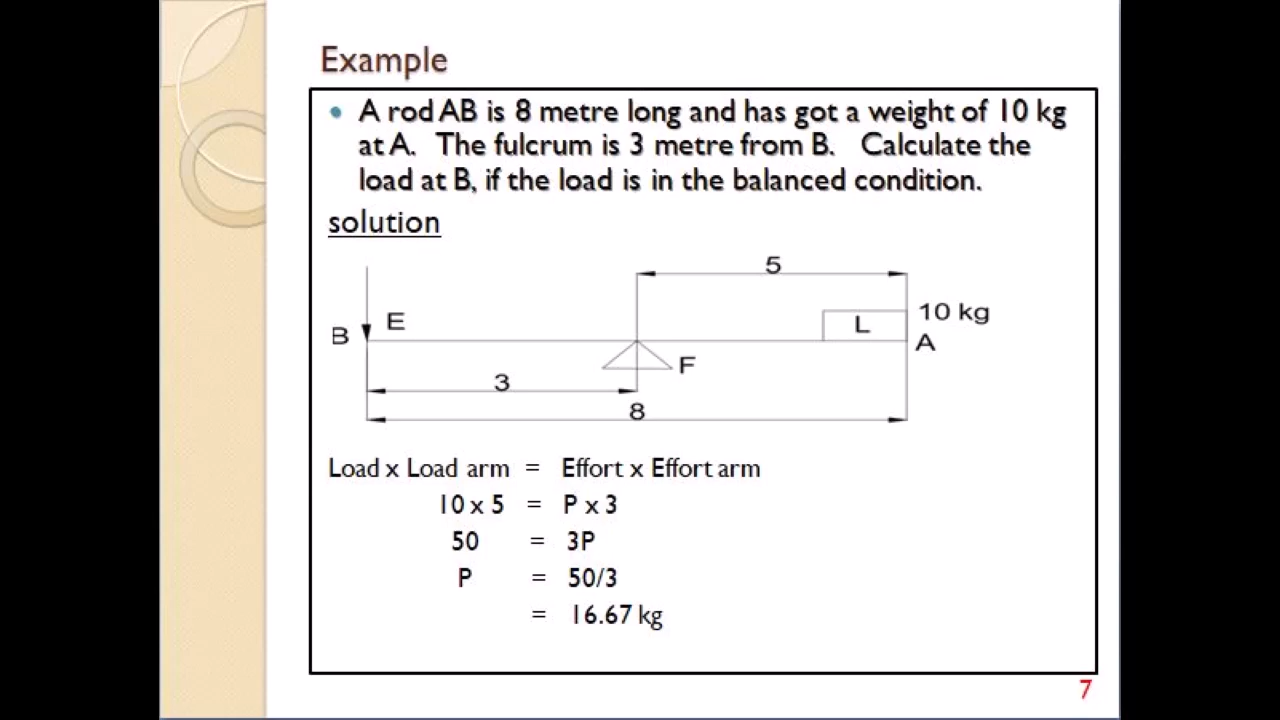 Example
• A rod AB is 8 metre long and has got a weight of 10 kg
at A. The fulcrum is 3 metre from B. Calculate the
load at B, if the load is in the balanced condition.
solution
5
10 kg
B E L A
F
3
8
Load x Load arm = Effort x Effort arm
10 x 5 = P x 3
50 = 3P
P = 50/3
= 16.67 kg
7